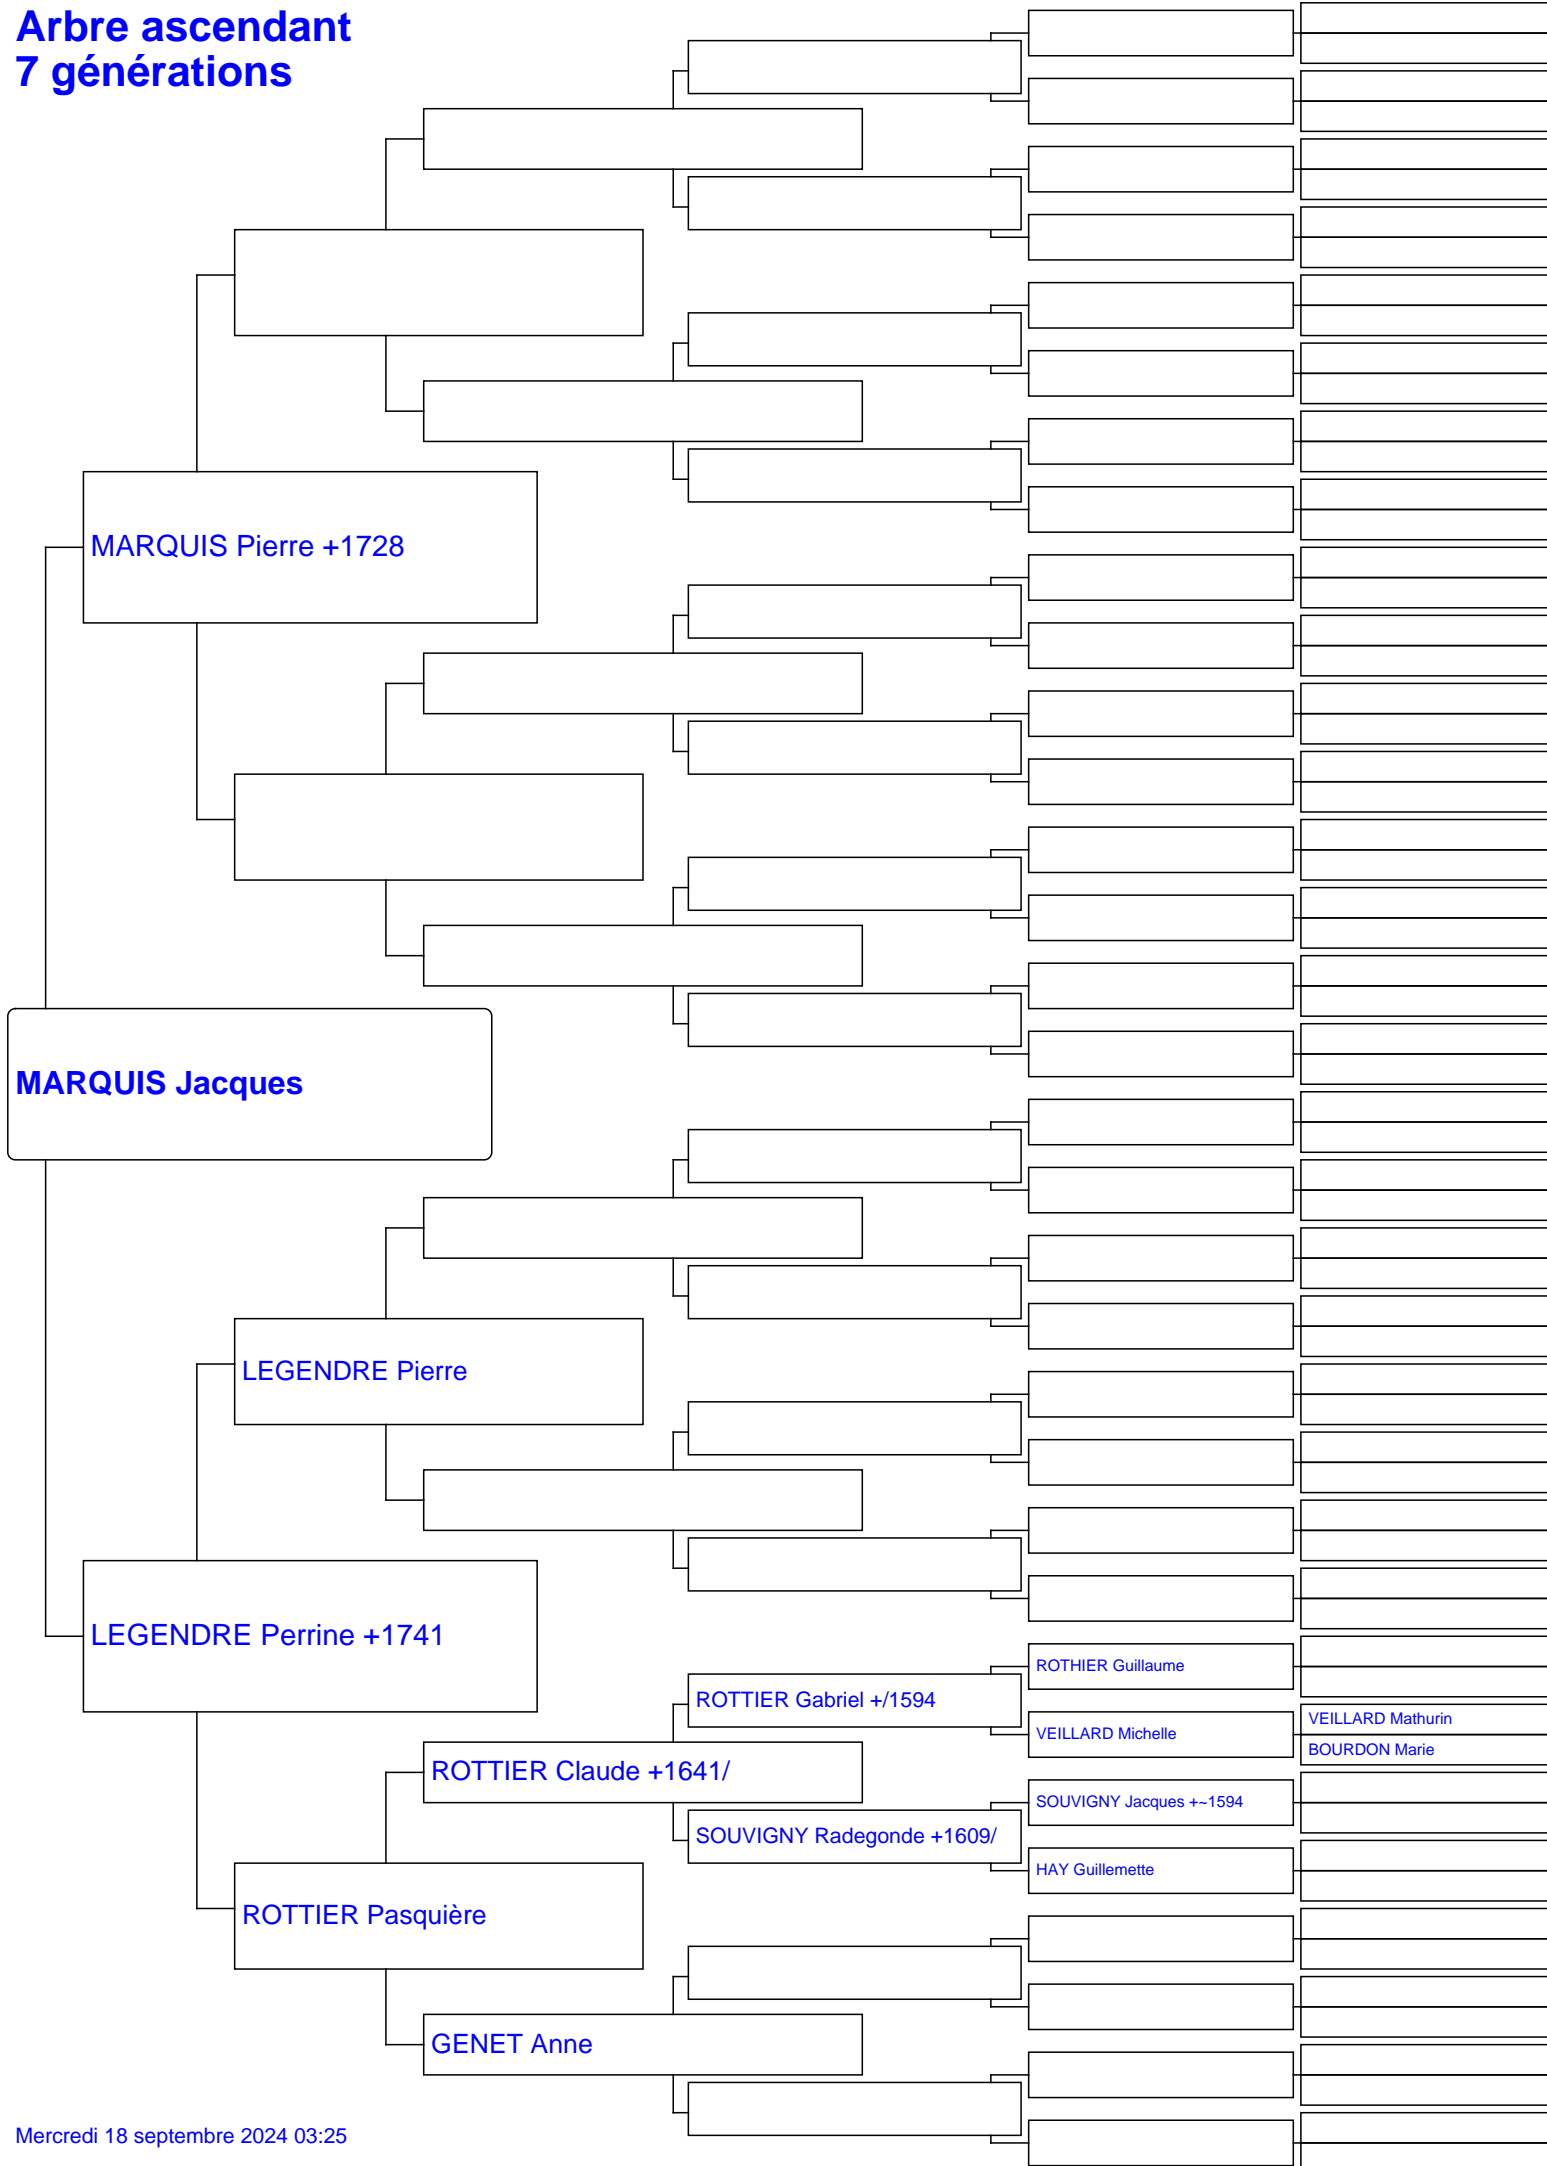 Arbre ascendant
7 générations
MARQUIS Pierre +1728
MARQUIS Jacques
LEGENDRE Pierre
LEGENDRE Perrine +1741
ROTHIER Guillaume
ROTTIER Gabriel +/1594
VEILLARD Mathurin
VEILLARD Michelle
BOURDON Marie
ROTTIER Claude +1641/
SOUVIGNY Jacques +~1594
SOUVIGNY Radegonde +1609/
HAY Guillemette
ROTTIER Pasquière
GENET Anne
Mercredi 18 septembre 2024 03:25